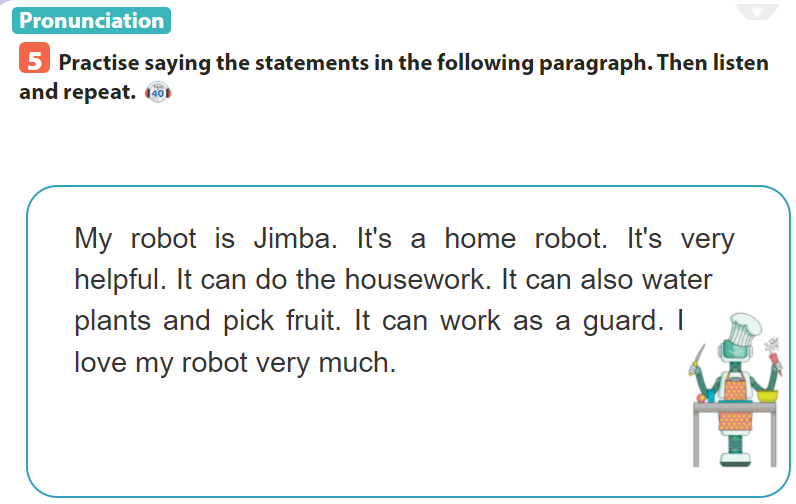 Pronunciation
5 Practise saying the statements in the following paragraph. Then listen
and repeat. 40
My robot is Jimba. It's a home robot. It's very
helpful. It can do the housework. It can also water
plants and pick fruit. It can work as a guard. I
love my robot very much.